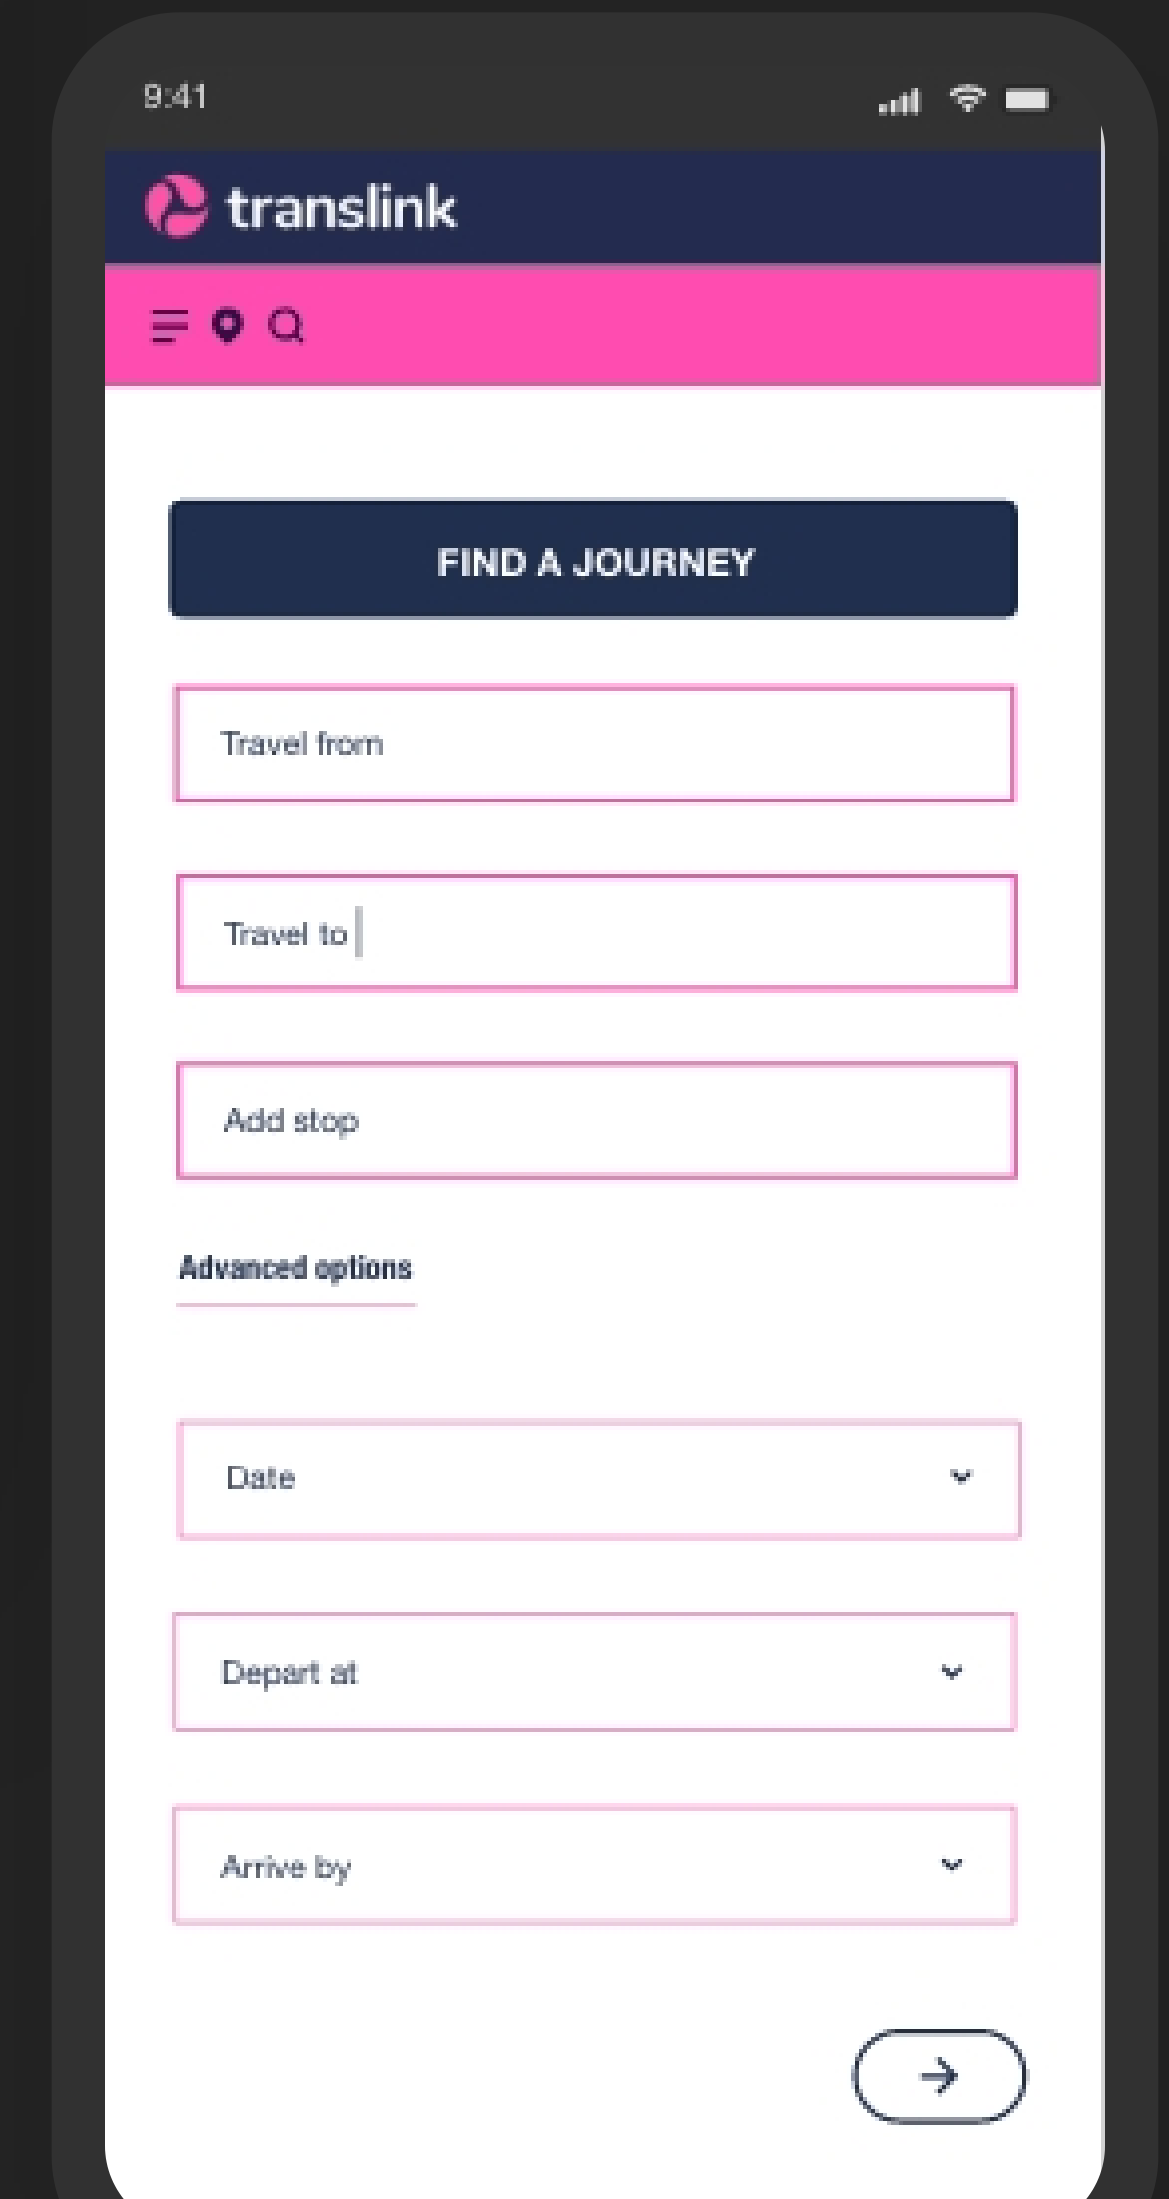 9:41
translink
FIND A JOURNEY
Travel from
Travel to
Add stop
Advanced options
Date
Depart at
Arrive by